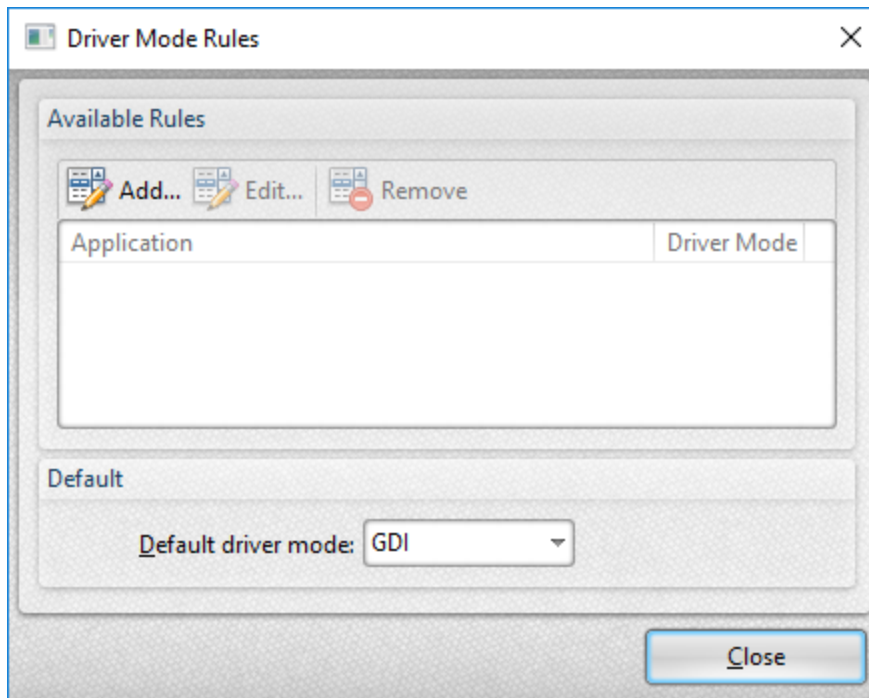 Driver Mode Rules
Available Rules
Add... Edit... Remove
Application Driver Mode
Default
Default driver mode: GDI
Close